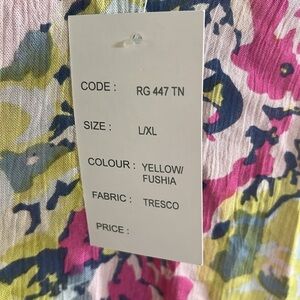 CODE : RG 447 TN
SIZE : L/XL
COLOUR : YELLOW/
FUSHIA
FABRIC : TRESCO
PRICE :